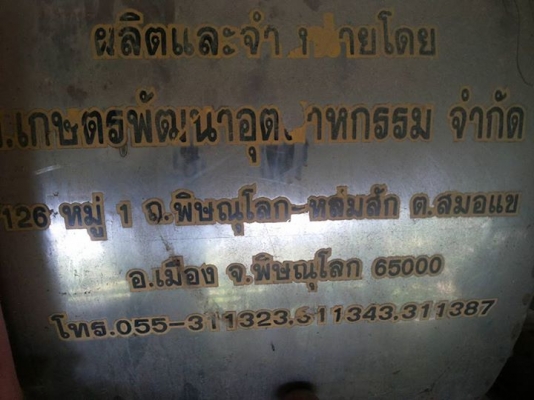 ผลิตและจำหน่ายโดย
บ.เกษตรพัฒนาอุตสาหกรรม จำกัด
126 หมู่ 1 ถ.พิษณุโลก-หล่มสัก ต.สมอแข
อ.เมือง จ.พิษณุโลก 65000
โทร.055-311323,311343,311387